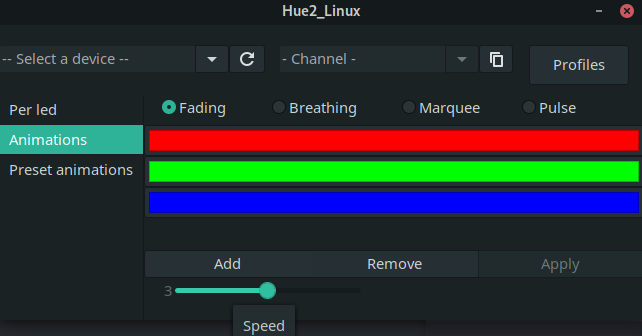 Hue2_Linux
-- Select a device --
- Channel -
Profiles
Per led
Fading
Breathing
Marquee
Pulse
Animations
Preset animations
Add
Remove
Apply
3
Speed